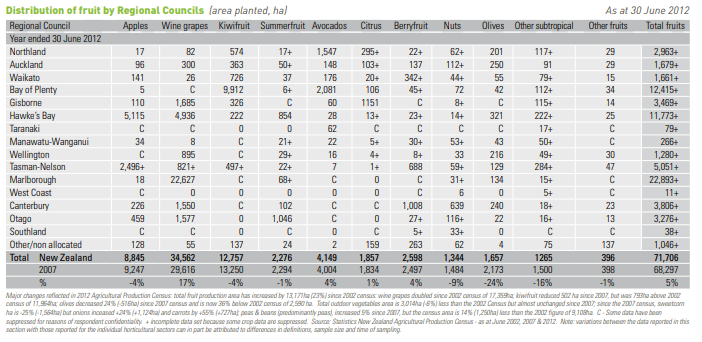 Distribution of fruit by Regional Councils (area planted, ha) As at 30 June 2012
Regional Council Apples Wine grapes Kiwifruit Summerfruit Avocados Citrus Berryfruit Nuts Olives Other subtropical Other fruits Total fruits
Year ended 30 June 2012
Northland 17 82 574 17+ 1,547 295+ 22+ 62+ 201 117+ 29 2,963+
Auckland 96 300 363 50+ 148 103+ 137 112+ 250 91 29 1,679+
Waikato 141 26 726 37 176 20+ 342+ 44+ 55 79+ 15 1,661+
Bay of Plenty 5 C 9,912 6+ 2,081 106 45+ 72 42 112+ 34 12,415+
Gisborne 110 1,685 326 C 60 1151 C 8+ C 115+ 14 3,469+
Hawke's Bay 5,115 4,936 222 854 28 13+ 23+ 14+ 321 222+ 25 11,773+
Taranaki C C C 0 62 C C C C 17+ C 79+
Manawatu-Wanganui 34 8 C 21+ 22 5+ 30+ 53+ 43 50+ C 266+
Wellington C 895 C 29+ 16 4+ 8+ 33 216 49+ 30 1,280+
Tasman-Nelson 2,496+ 821+ 497+ 22+ 7 1+ 688 59+ 129 284+ 47 5,051+
Marlborough 18 22,627 C 68+ C 0 C 31+ 134 15+ C 22,893+
West Coast C C 0 C 0 0 0 6 0 5+ C 11+
Canterbury 226 1,550 C 102 C 0 1,008 639 240 18+ 23 3,806+
Otago 459 1,577 C 1,046 C 0 27+ 116+ 22 16+ 13 3,276+
Southland C C 0 C 0 0 5+ 33+ 0 C C 38+
Other/non allocated 128 55 137 24 2 159 263 62 4 75 137 1,046+
Total New Zealand 8,845 34,562 12,757 2,276 4,149 1,857 2,598 1,344 1,657 1265 396 71,706
2007 9,247 29,616 13,250 2,294 4,004 1,834 2,497 1,484 2,173 1,500 398 68,297
-4% 17% -4% -1% 4% 1% 4% -9% -24% -16% -1% 5%
Major changes reflected in 2012 Agricultural Production Census: total fruit production area has increased by 13,171ha (23%) since 2002 census: wine grapes doubled since 2002 census of 17,359ha; kiwifruit reduced 502 ha since 2007, but was 793ha above 2002
census of 11,964ha; olives decreased 24% (-516ha) since 2007 census and is now 36% below 2002 census of 2,590 ha. Total outdoor vegetables area is 3,014ha (-6%) less than the 2002 Census but almost unchanged since 2007; since the 2007 census, sweetcorn
is -25% (-1,564ha) but onions inceased +24% (+1,124ha) and carrots by +55% (+727ha); peas & beans (predominantly peas), increased 5% since 2007, but the census area is 14% (1,250ha) less than the 2002 figure of 9,108ha. C - Some data have been
suppressed for reasons of respondent confidentiality. + incomplete data set because some crop data are suppressed. Source: Statistics New Zealand Agricultural Production Census - as at June 2002, 2007 & 2012. Note: variations between the data reported in this
section with those reported for the individual horticultural sectors can in part be attributed to differences in definitions, sample size and time of sampling.